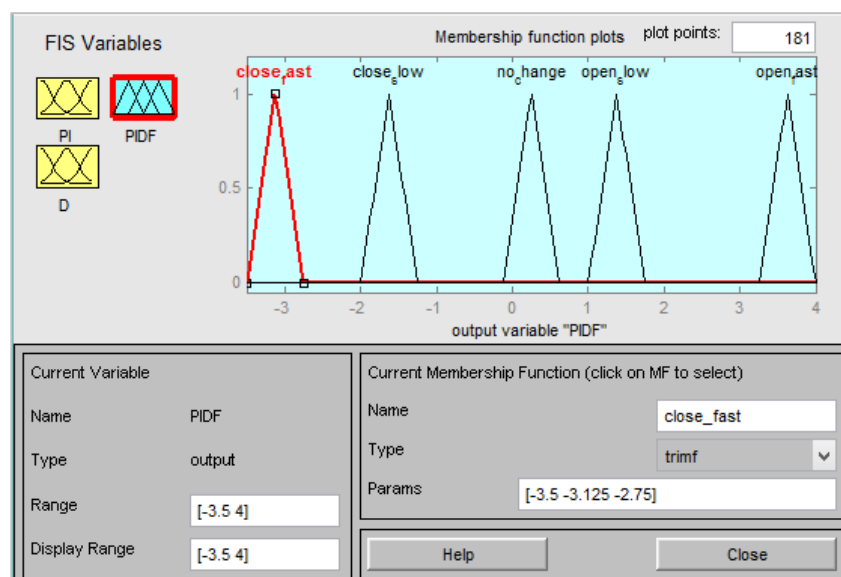 FIS Variables
PI
PIDF
D
Membership function plots
plot points:
181
close_fast
close_slow
no_change
open_slow
open_fast
1
0.5
0
-3
-2
-1
0
1
2
3
4
output variable "PIDF"
Current Variable
Name
PIDF
Type
output
Range
[-3.5 4]
Display Range
[-3.5 4]
Current Membership Function (click on MF to select)
Name
close_fast
Type
trimf
Params
[-3.5 -3.125 -2.75]
Help
Close